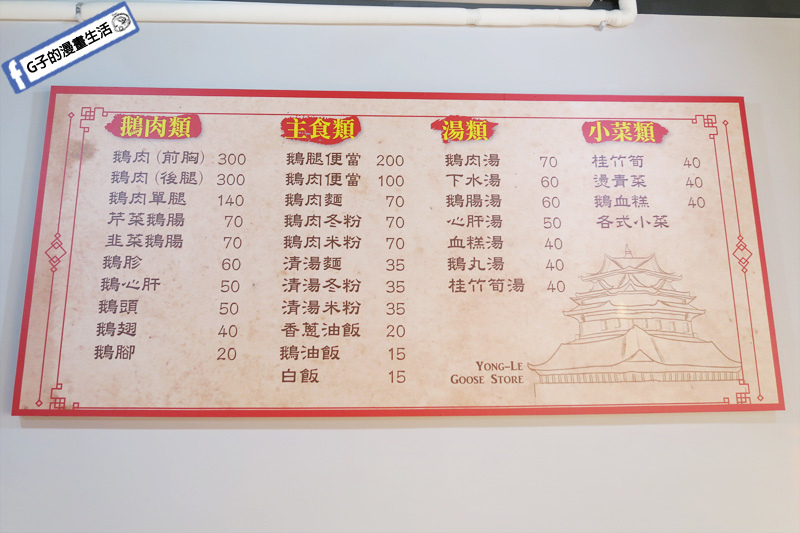 G子的漫畫生活
鵝肉類
鵝肉(前胸) 300
鵝肉(後腿) 300
鵝肉單腿 140
芹菜鵝腸 70
韭菜鵝腸 70
鵝胗 60
鵝心肝 50
鵝頭 50
鵝翅 40
鵝腳 20
主食類
鵝腿便當 200
鵝肉便當 100
鵝肉麵 70
鵝肉冬粉 70
鵝肉米粉 70
清湯麵 35
清湯冬粉 35
清湯米粉 35
香蔥油飯 20
鵝油飯 15
白飯 15
湯類
鵝肉湯 70
下水湯 60
鵝腸湯 60
心肝湯 50
血糕湯 40
鵝丸湯 40
桂竹筍湯 40
小菜類
桂竹筍 40
燙青菜 40
鵝血糕 40
各式小菜
YONG-LE
GOOSE STORE